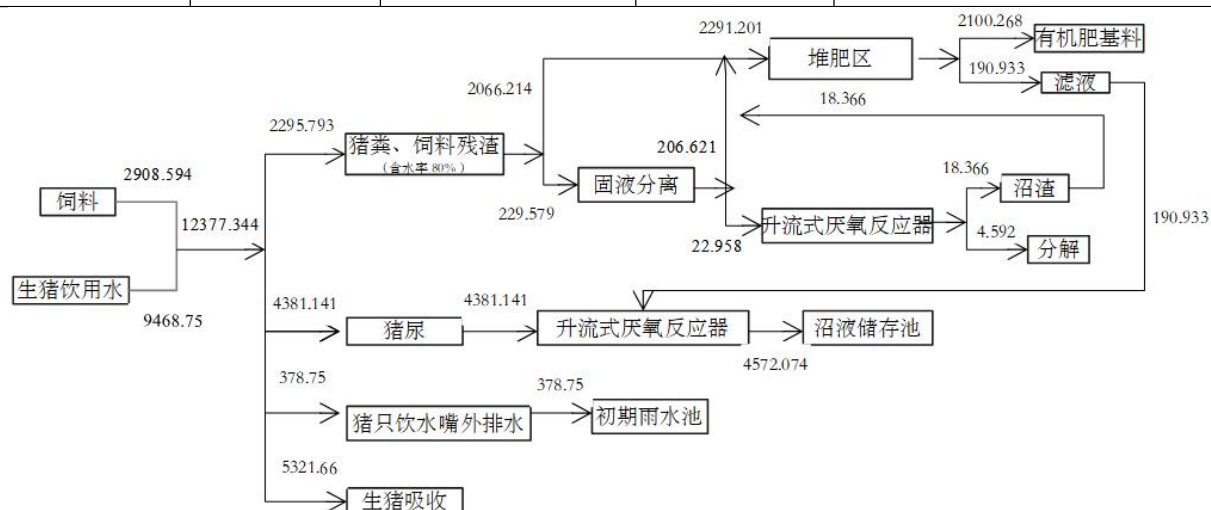 2100.268
2291.201
有机肥基料
堆肥区
190.933
滤液
2066.214
18.366
2295.793
猪粪、饲料残渣
（含水率80%）
206.621
2908.594
固液分离
18.366
沼渣
饲料
229.579
190.933
12377.344
升流式厌氧反应器
4.592
22.958
分解
生猪饮用水
4381.141
4381.141
9468.75
猪尿
升流式厌氧反应器
沼液储存池
4572.074
378.75
378.75
猪只饮水嘴外排水
初期雨水池
5321.66
生猪吸收